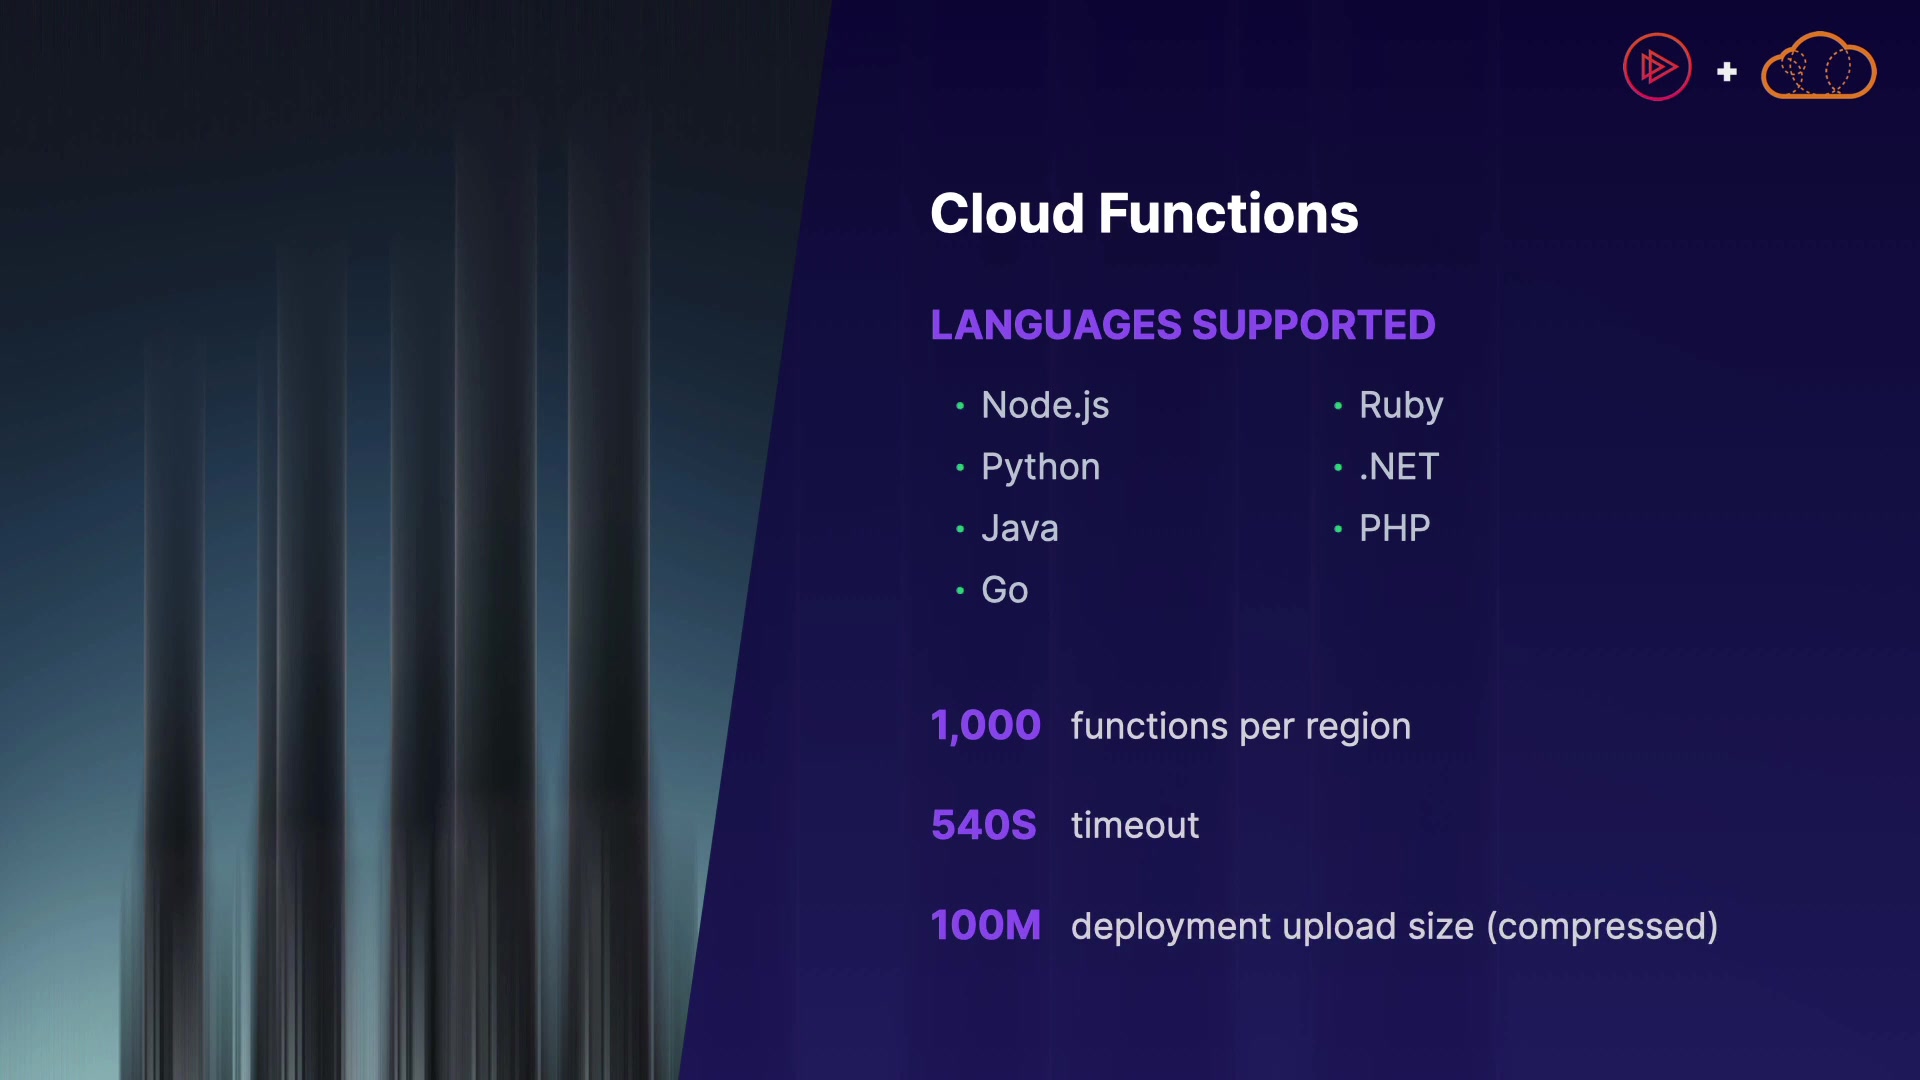 Cloud Functions
LANGUAGES SUPPORTED
Node.js
Python
Java
Go
Ruby
.NET
PHP
1,000 functions per region
540S timeout
100M deployment upload size (compressed)